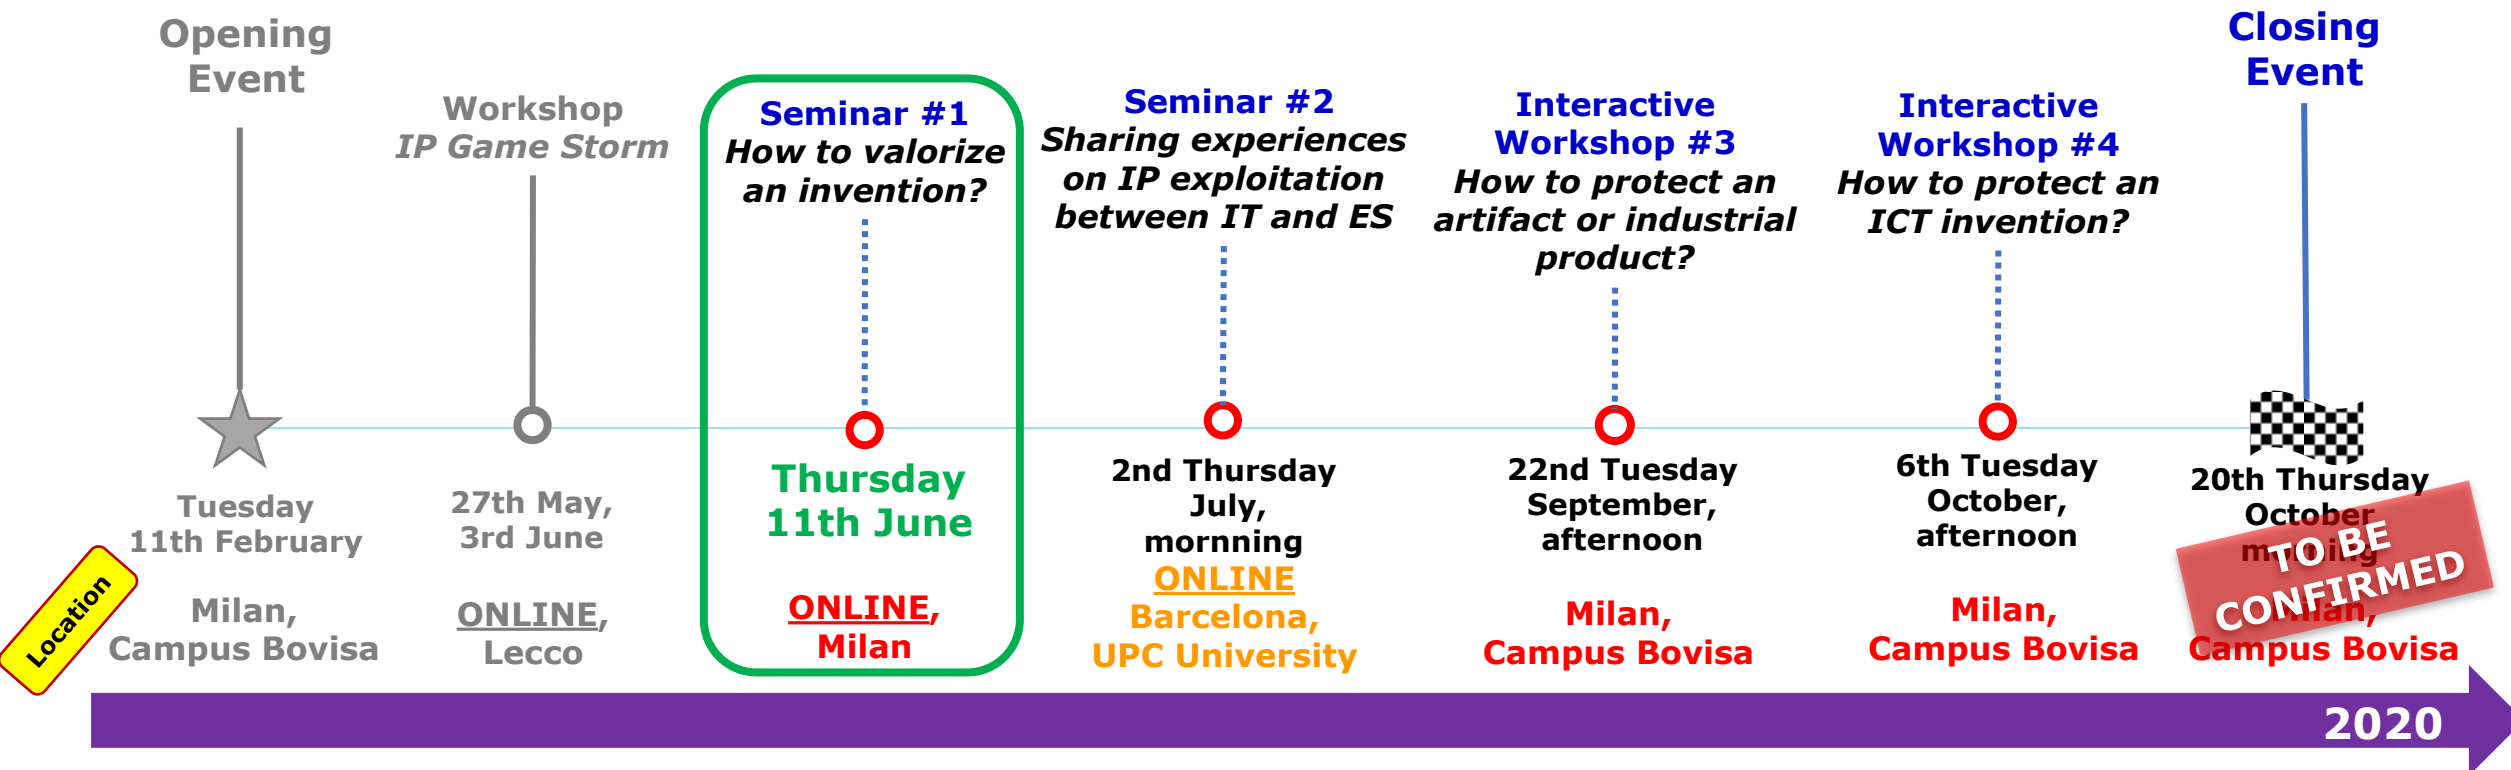 Opening
Event
Workshop
IP Game Storm
Seminar #1
How to valorize
an invention?
Seminar #2
Sharing experiences
on IP exploitation
between IT and ES
Interactive
Workshop #3
How to protect an
artifact or industrial
product?
Interactive
Workshop #4
How to protect an
ICT invention?
Closing
Event
Tuesday
11th February
27th May,
3rd June
Thursday
11th June
2nd Thursday
July,
mornning
22nd Tuesday
September,
afternoon
6th Tuesday
October,
afternoon
20th Thursday
October
morning
TO BE
CONFIRMED
Location
Milan,
Campus Bovisa
ONLINE,
Lecco
ONLINE,
Milan
ONLINE
Barcelona,
UPC University
Milan,
Campus Bovisa
Milan,
Campus Bovisa
Milan,
Campus Bovisa
2020